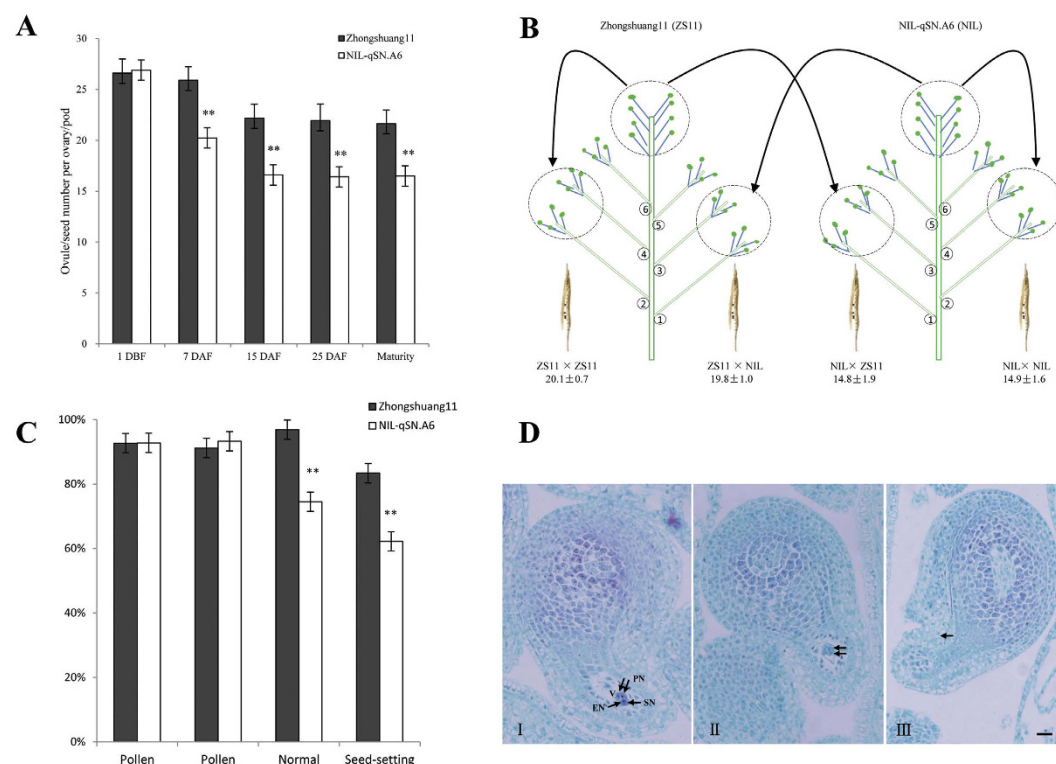 A
Zhongshuang11
NIL-qSN.A6
Ovule/seed number per ovary/pod
30
25
20
15
10
5
0
**
**
**
**
1 DBF 7 DAF 15 DAF 25 DAF Maturity
B
Zhongshuang11 (ZS11) NIL-qSN.A6 (NIL)
⑥ ⑥
⑤ ⑤
④ ④
③ ③
② ②
① ①
ZS11 × ZS11 ZS11 × NIL NIL× ZS11 NIL× NIL
20.1±0.7 19.8±1.0 14.8±1.9 14.9±1.6
C
Zhongshuang11
NIL-qSN.A6
100%
80%
60%
40%
20%
0%
**
**
Pollen Pollen Normal Seed-setting
D
PN
V
EN SN
Ⅰ Ⅱ Ⅲ